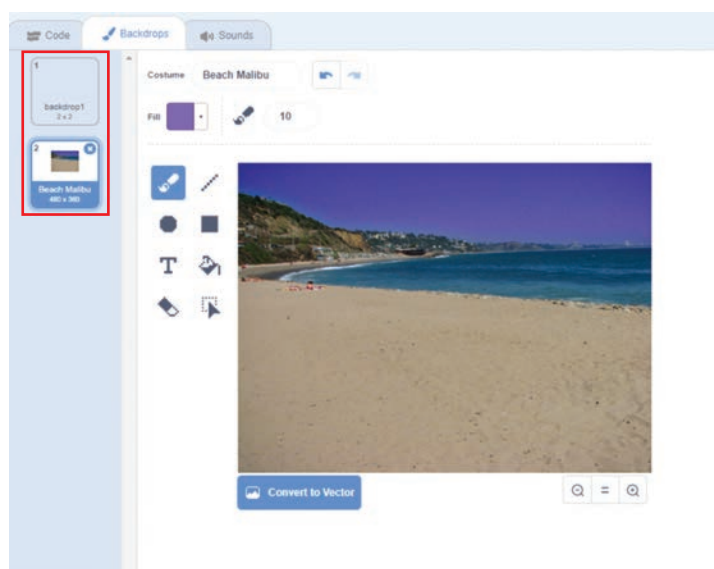 Code Backdrops Sounds
1
backdrop1
2 x 2
2
Beach Malibu
480 x 360
Costume Beach Malibu
Fill 10
T
Convert to Vector
=